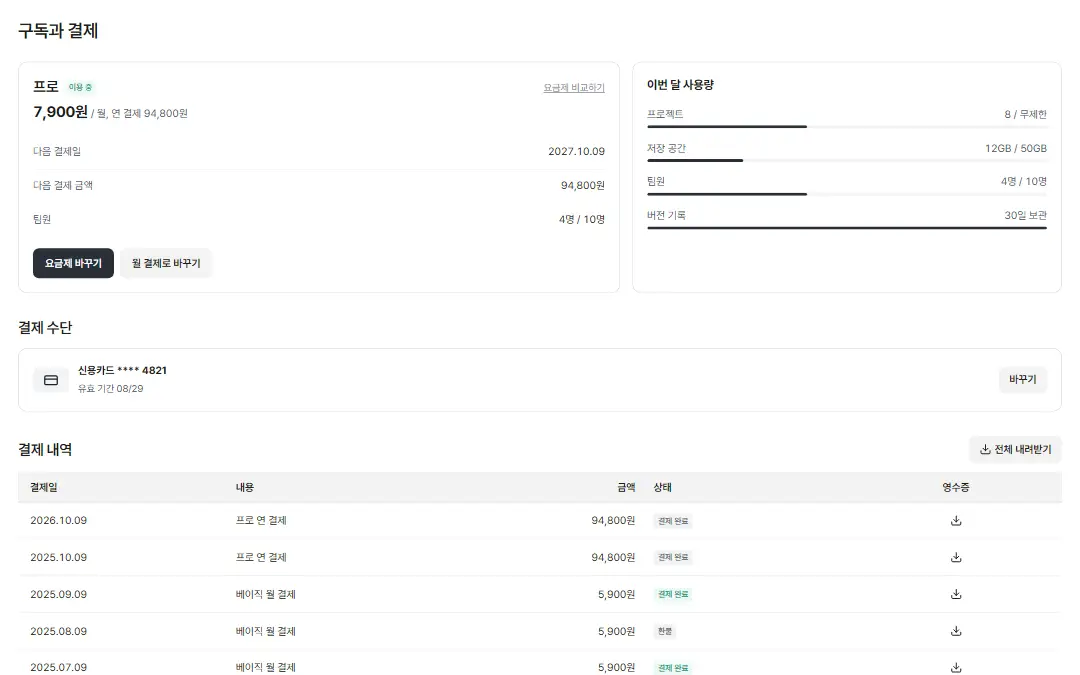 구독과 결제
프로 이용 중 요금제 비교하기
7,900원 / 월, 연 결제 94,800원
다음 결제일 2027.10.09
다음 결제 금액 94,800원
팀원 4명 / 10명
요금제 바꾸기 월 결제로 바꾸기
이번 달 사용량
프로젝트 8 / 무제한
저장 공간 12GB / 50GB
팀원 4명 / 10명
버전 기록 30일 보관
결제 수단
신용카드 **** 4821
유효 기간 08/29
바꾸기
결제 내역 전체 내려받기
결제일 내용 금액 상태 영수증
2026.10.09 프로 연 결제 94,800원 결제 완료
2025.10.09 프로 연 결제 94,800원 결제 완료
2025.09.09 베이직 월 결제 5,900원 결제 완료
2025.08.09 베이직 월 결제 5,900원 환불
2025.07.09 베이직 월 결제 5,900원 결제 완료